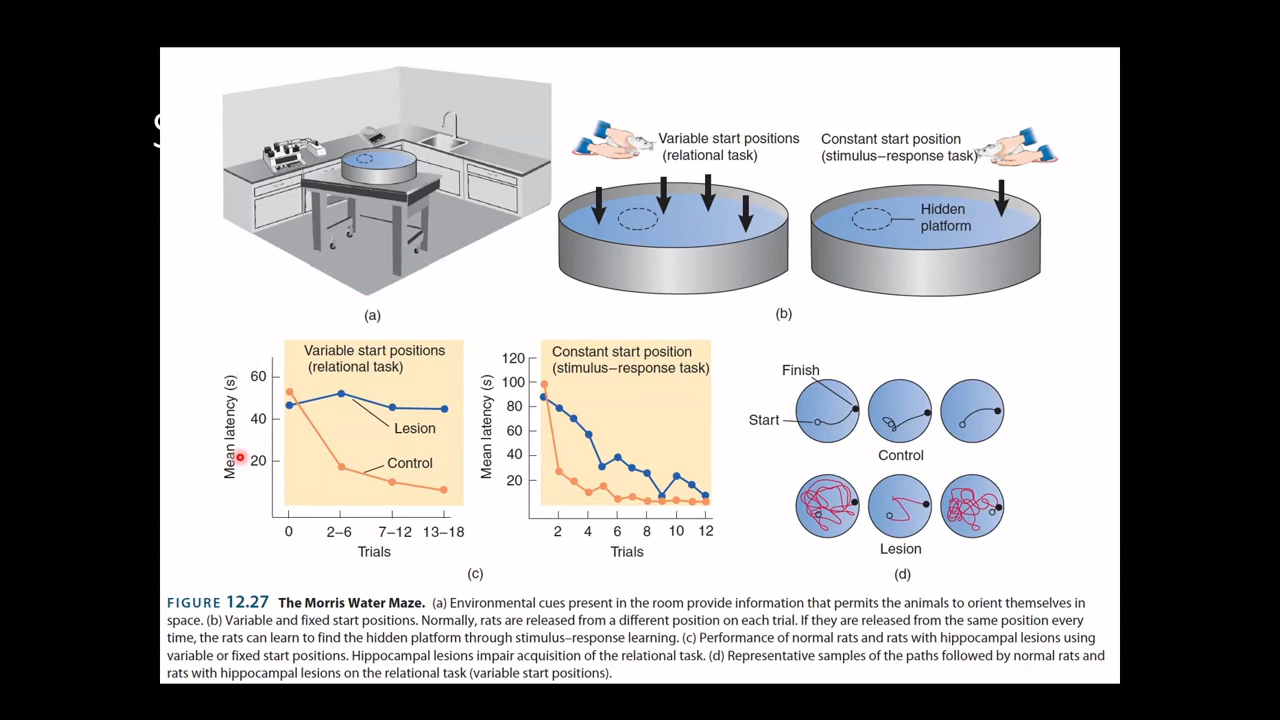 S
Variable start positions
(relational task)
Constant start position
(stimulus–response task)
Hidden
platform
(a)
(b)
Variable start positions
(relational task)
Mean latency (s)
60
40
20
Lesion
Control
0 2–6 7–12 13–18
Trials
Constant start position
(stimulus–response task)
Mean latency (s)
120
100
80
60
40
20
2 4 6 8 10 12
Trials
(c)
Finish
Start
Control
Lesion
(d)
FIGURE 12.27 The Morris Water Maze. (a) Environmental cues present in the room provide information that permits the animals to orient themselves in
space. (b) Variable and fixed start positions. Normally, rats are released from a different position on each trial. If they are released from the same position every
time, the rats can learn to find the hidden platform through stimulus–response learning. (c) Performance of normal rats and rats with hippocampal lesions using
variable or fixed start positions. Hippocampal lesions impair acquisition of the relational task. (d) Representative samples of the paths followed by normal rats and
rats with hippocampal lesions on the relational task (variable start positions).